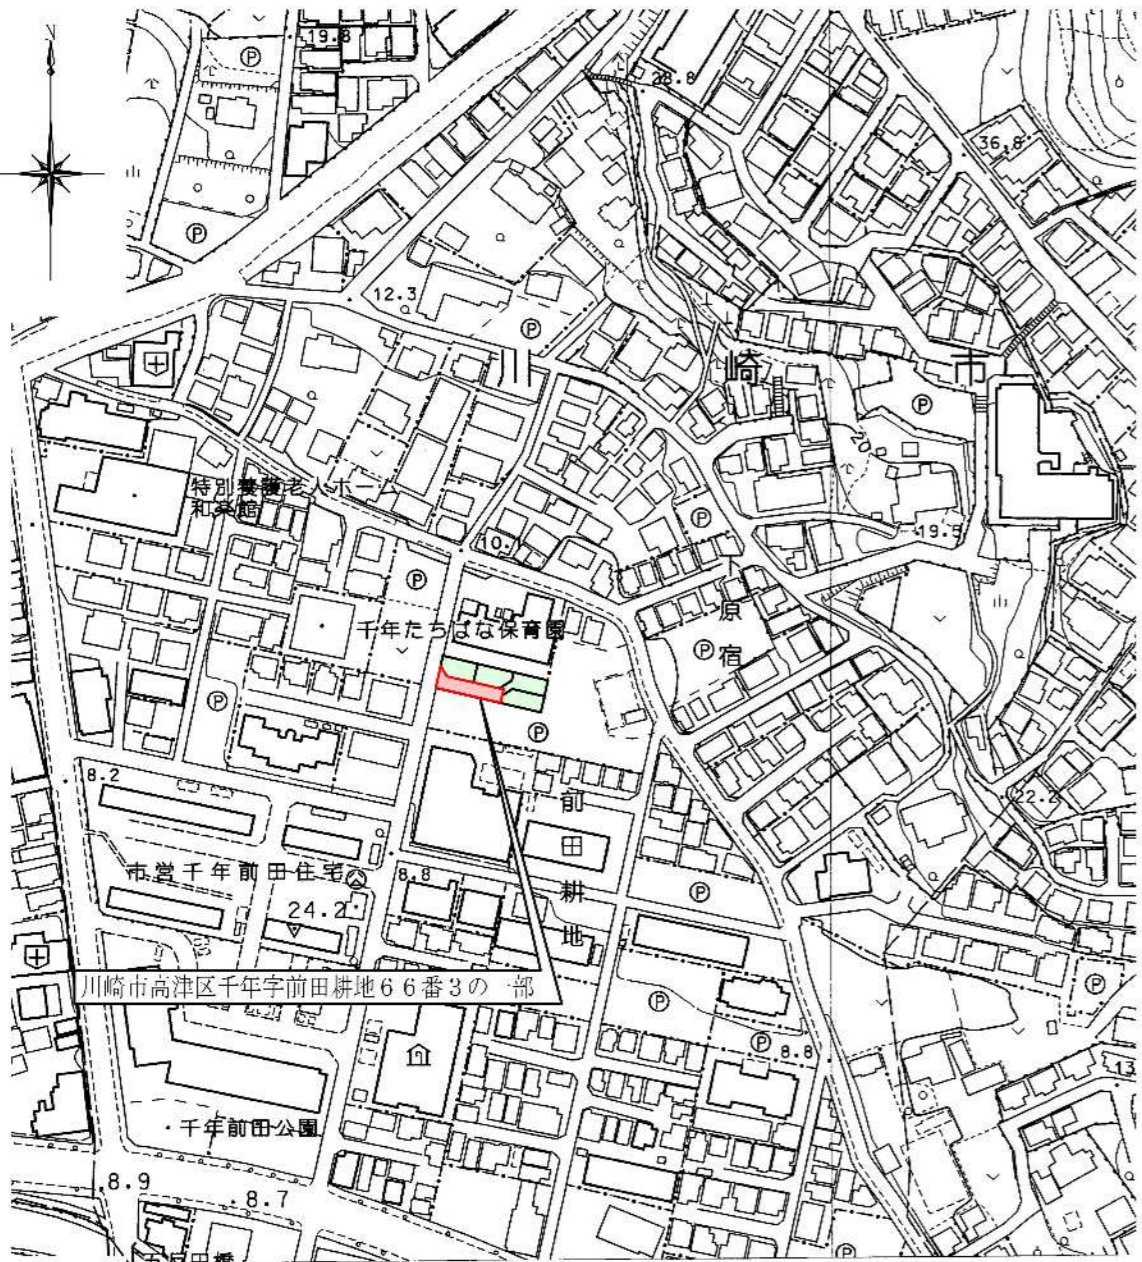 N
19.8
P
28.8
36.8
P
12.3
P
崎
市
P
20
特別養護老人ホーム
和楽館
P
19.5
10.
P
下原宿
千年たちばな保育園
P
P
P
8.2
前田耕地
市営千年前田住宅
8.8
P
24.2
22.2
川崎市高津区千年字前田耕地66番3の一部
P
P
P
8.8
13
千年前田公園
8.9
8.7
P